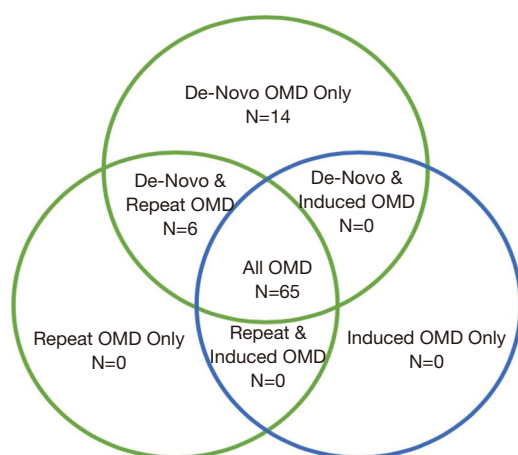 De-Novo OMD Only
N=14
De-Novo &
Repeat OMD
N=6
De-Novo &
Induced OMD
N=0
All OMD
N=65
Repeat OMD Only
N=0
Repeat &
Induced OMD
N=0
Induced OMD Only
N=0